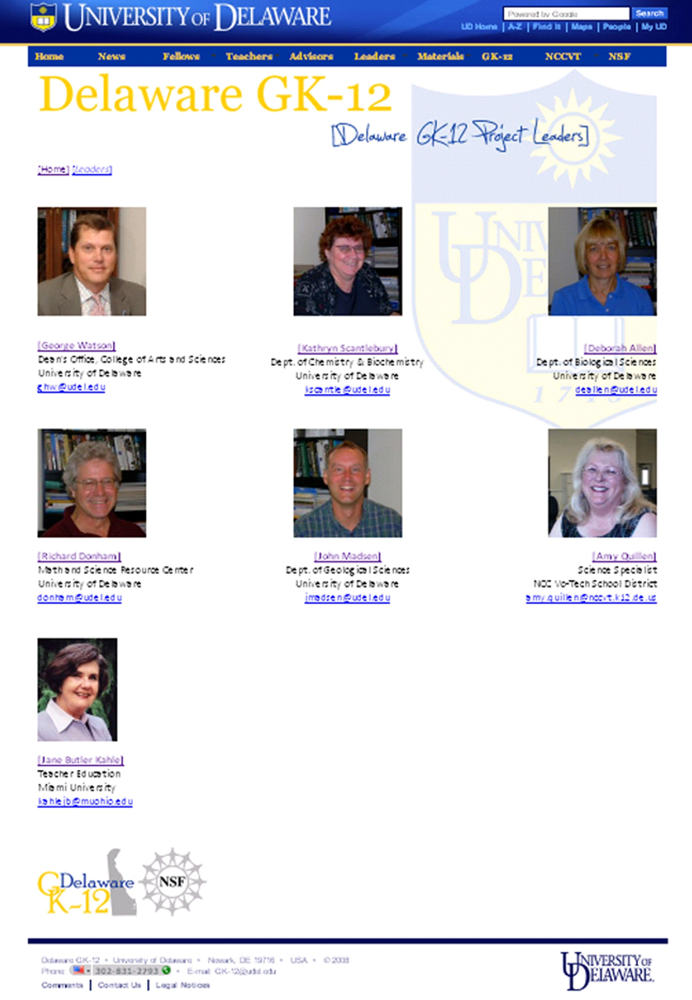 UNIVERSITY OF DELAWARE
Powered by Google Search
UD Home | A-Z | Find it | Maps | People | My UD
Home News Fellows Teachers Advisors Leaders Materials GK-12 NCCVT NSF
Delaware GK-12
[Delaware GK-12 Project Leaders]
[Home] [Leaders]
[George Watson]
Dean's Office, College of Arts and Sciences
University of Delaware
ghw@udel.edu
[Kathryn Scantlebury]
Dept. of Chemistry & Biochemistry
University of Delaware
kscantle@udel.edu
[Deborah Allen]
Dept. of Biological Sciences
University of Delaware
deallen@udel.edu
[Richard Donham]
Math and Science Resource Center
University of Delaware
donham@udel.edu
[John Madsen]
Dept. of Geological Sciences
University of Delaware
jmadsen@udel.edu
[Amy Quillen]
Science Specialist
NCC Vo-Tech School District
amy.quillen@nccvt.k12.de.us
[Jane Butler Kahle]
Teacher Education
Miami University
kahlejb@muohio.edu
Delaware
GK-12
NSF
Delaware GK-12 • University of Delaware • Newark, DE 19716 • USA • © 2008
Phone: 302-831-2793 • E-mail: GK-12@udel.edu
Comments | Contact Us | Legal Notices
UNIVERSITY OF
DELAWARE.